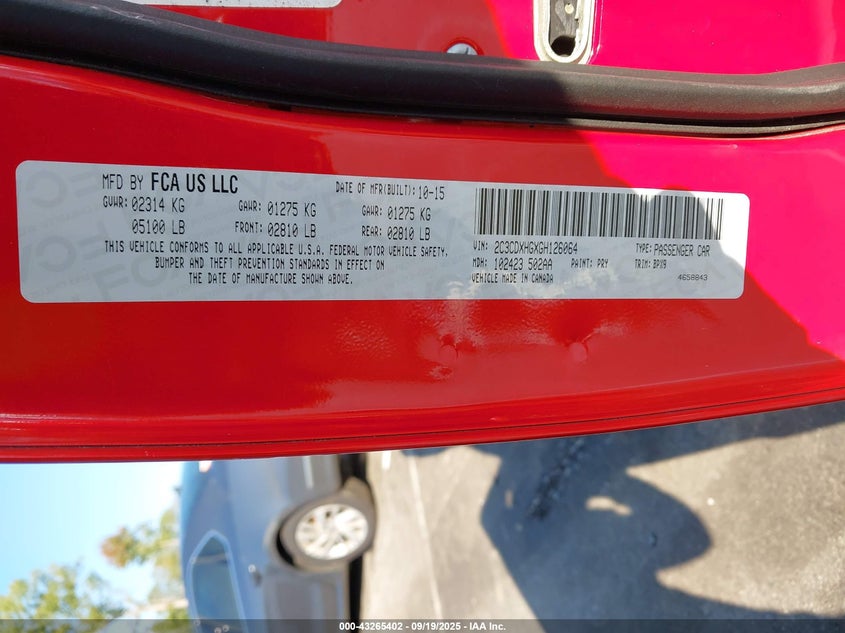 MFD BY FCA US LLC
DATE OF MFR(BUILT): 10-15
GVWR: 02314 KG
GAWR: 01275 KG
GAWR: 01275 KG
05100 LB
FRONT: 02810 LB
REAR: 02810 LB
THIS VEHICLE CONFORMS TO ALL APPLICABLE U.S.A. FEDERAL MOTOR VEHICLE SAFETY,
BUMPER AND THEFT PREVENTION STANDARDS IN EFFECT ON
THE DATE OF MANUFACTURE SHOWN ABOVE.
VIN: 2C3CDXHGXGH126064
TYPE: PASSENGER CAR
MDH: 102423 502AA
PAINT: PRY
TRIM: BPX9
VEHICLE MADE IN CANADA
4658843
000-43265402 - 09/19/2025 - IAA Inc.